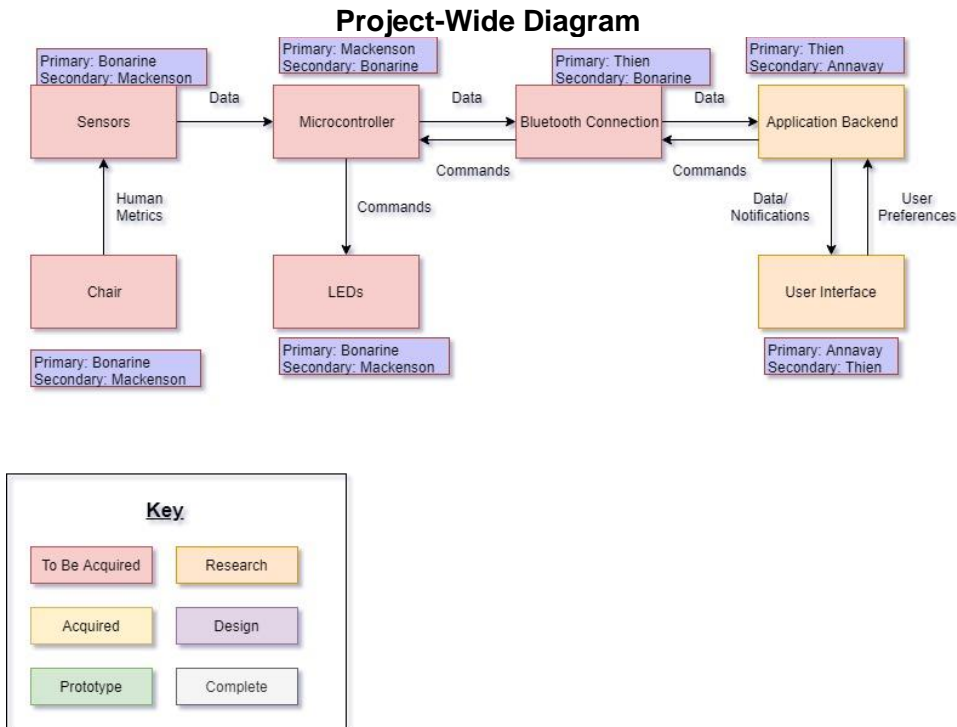 Project-Wide Diagram
Primary: Bonarine
Secondary: Mackenson
Primary: Mackenson
Secondary: Bonarine
Primary: Thien
Secondary: Bonarine
Primary: Thien
Secondary: Annavay
Sensors
Data
Microcontroller
Data
Bluetooth Connection
Data
Application Backend
Commands
Commands
Human
Metrics
Commands
Data/
Notifications
User
Preferences
Chair
LEDs
User Interface
Primary: Bonarine
Secondary: Mackenson
Primary: Bonarine
Secondary: Mackenson
Primary: Annavay
Secondary: Thien
Key
To Be Acquired
Research
Acquired
Design
Prototype
Complete